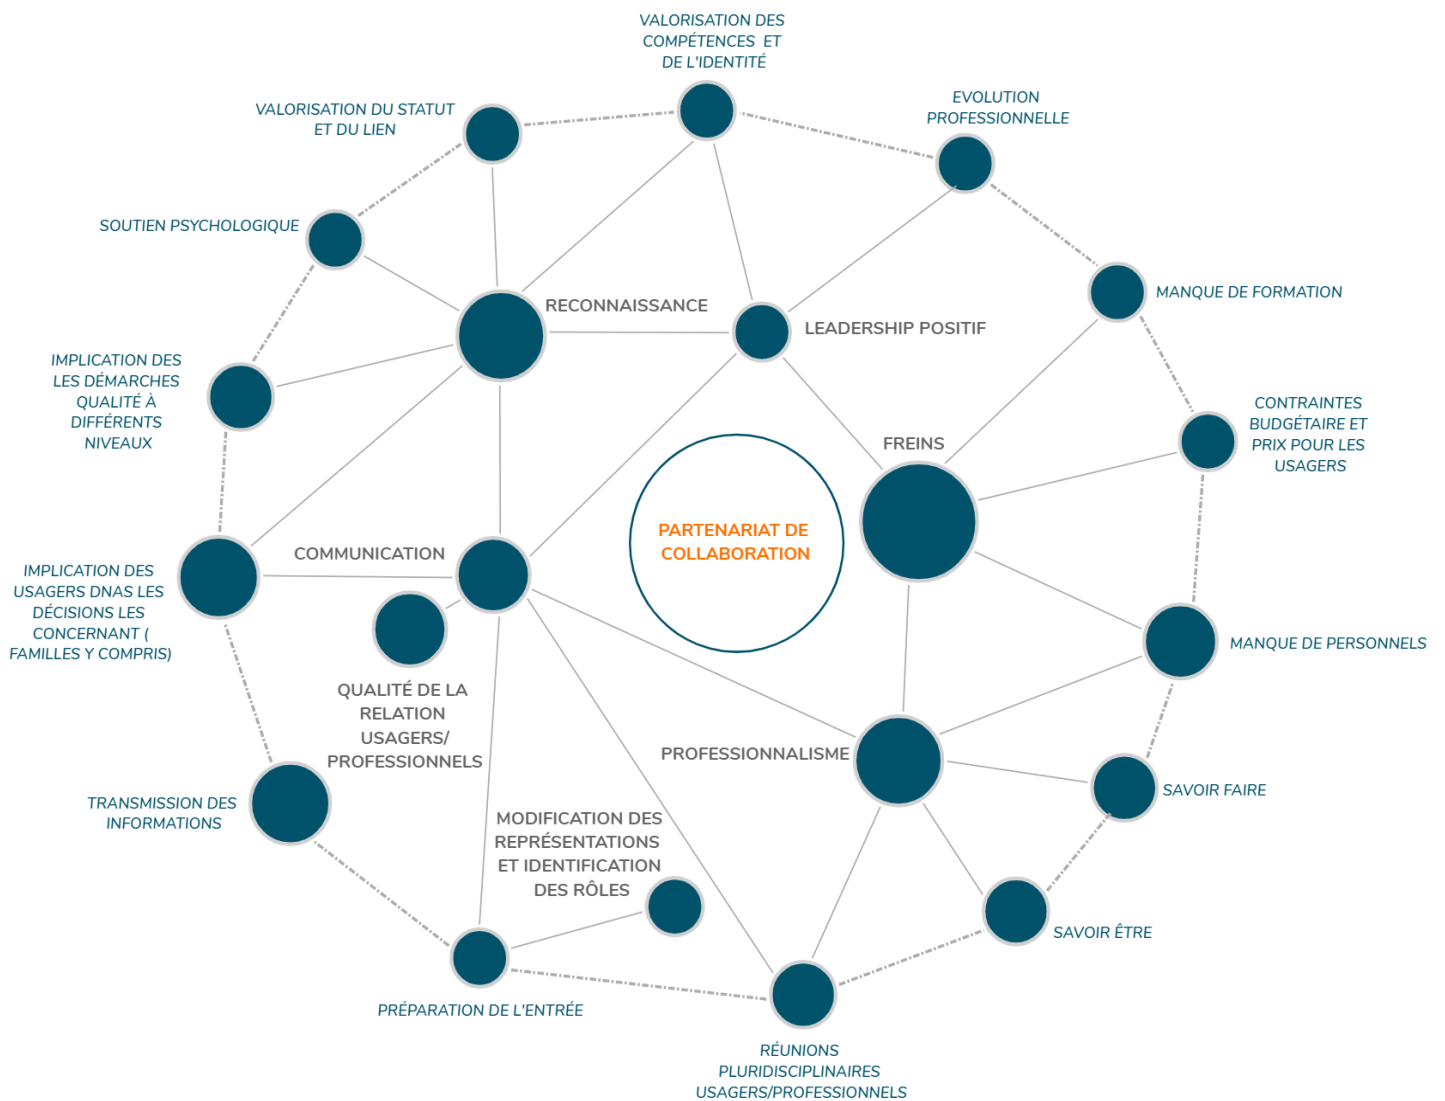 VALORISATION DES
COMPÉTENCES ET
DE L'IDENTITÉ
VALORISATION DU STATUT
ET DU LIEN
EVOLUTION
PROFESSIONNELLE
SOUTIEN PSYCHOLOGIQUE
MANQUE DE FORMATION
RECONNAISSANCE
LEADERSHIP POSITIF
IMPLICATION DES
LES DÉMARCHES
QUALITÉ À
DIFFÉRENTS
NIVEAUX
CONTRAINTES
BUDGÉTAIRE ET
PRIX POUR LES
USAGERS
FREINS
PARTENARIAT DE
COLLABORATION
COMMUNICATION
IMPLICATION DES
USAGERS DNAS LES
DÉCISIONS LES
CONCERNANT (
FAMILLES Y COMPRIS)
MANQUE DE PERSONNELS
QUALITÉ DE LA
RELATION
USAGERS/
PROFESSIONNELS
PROFESSIONNALISME
SAVOIR FAIRE
TRANSMISSION DES
INFORMATIONS
MODIFICATION DES
REPRÉSENTATIONS
ET IDENTIFICATION
DES RÔLES
SAVOIR ÊTRE
PRÉPARATION DE L'ENTRÉE
RÉUNIONS
PLURIDISCIPLINAIRES
USAGERS/PROFESSIONNELS